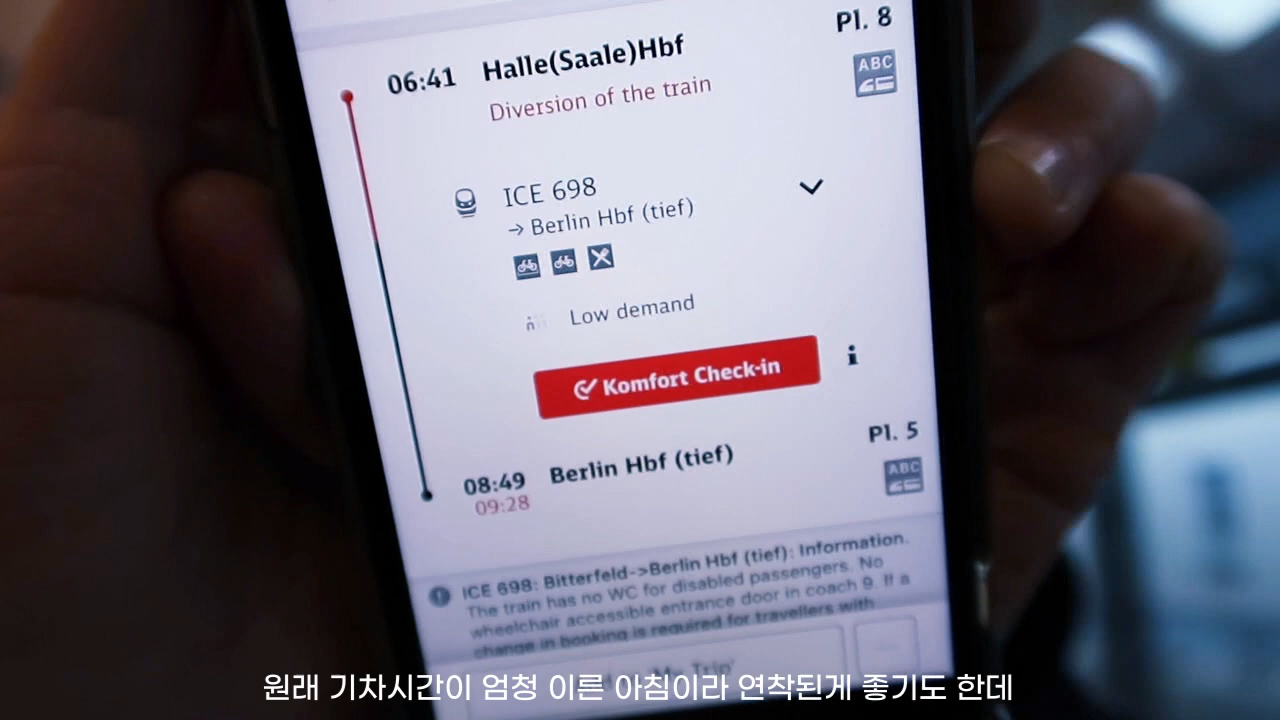 Pl. 8
06:41 Halle(Saale)Hbf
ABC
Diversion of the train
ICE 698
→ Berlin Hbf (tief)
Low demand
Komfort Check-in i
Pl. 5
08:49 Berlin Hbf (tief)
ABC
09:28
ICE 698: Bitterfeld->Berlin Hbf (tief): Information.
The train has no WC for disabled passengers. No
wheelchair accessible entrance door in coach 9. If a
change in booking is required for travellers with
'My Trip'
원래 기차시간이 엄청 이른 아침이라 연착된게 좋기도 한데